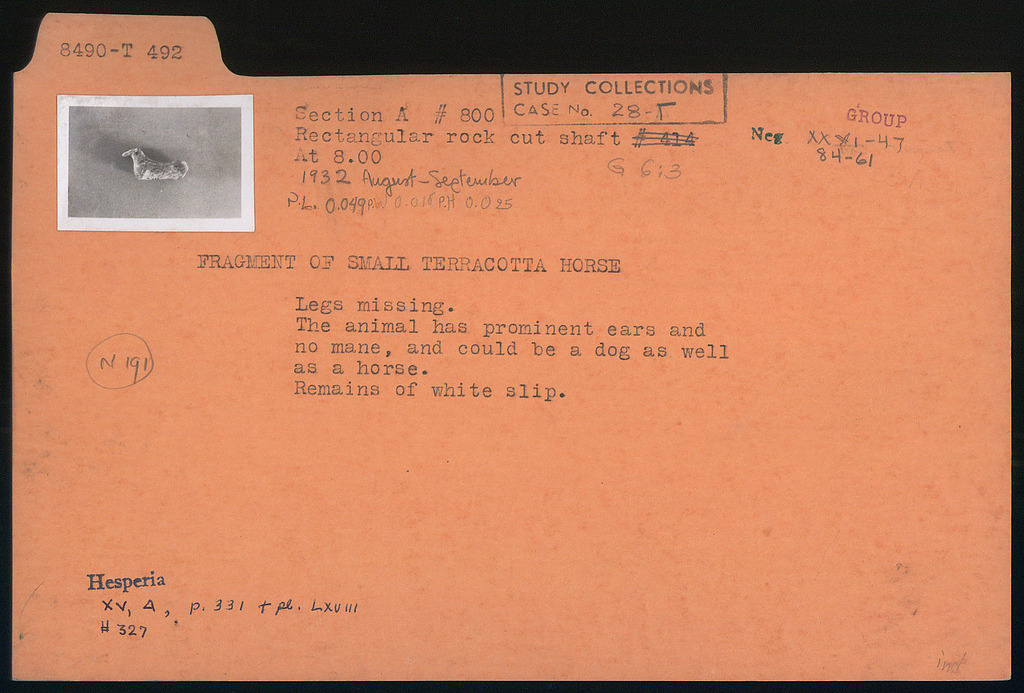 8490-T 492
STUDY COLLECTIONS
CASE No. 28-T
Section A # 800
Rectangular rock cut shaft # 414
At 8.00
1932 August-September
G 6:3
P.L. 0.049 P.W 0.016 P.H 0.025
GROUP
Neg XX 1-47
84-61
FRAGMENT OF SMALL TERRACOTTA HORSE
Legs missing.
The animal has prominent ears and
no mane, and could be a dog as well
as a horse.
Remains of white slip.
N 191
Hesperia
XV, 4, p. 331 + pl. LXVIII
# 327